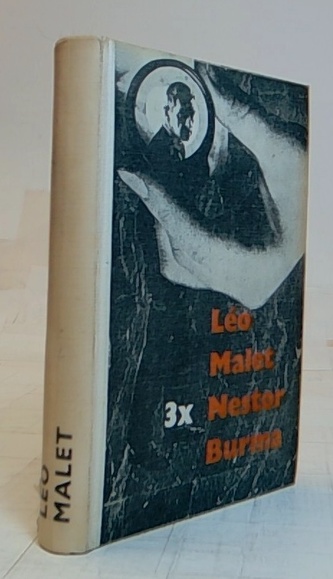 Léo
Malet
3x Nestor
Burma
LÉO
MALET